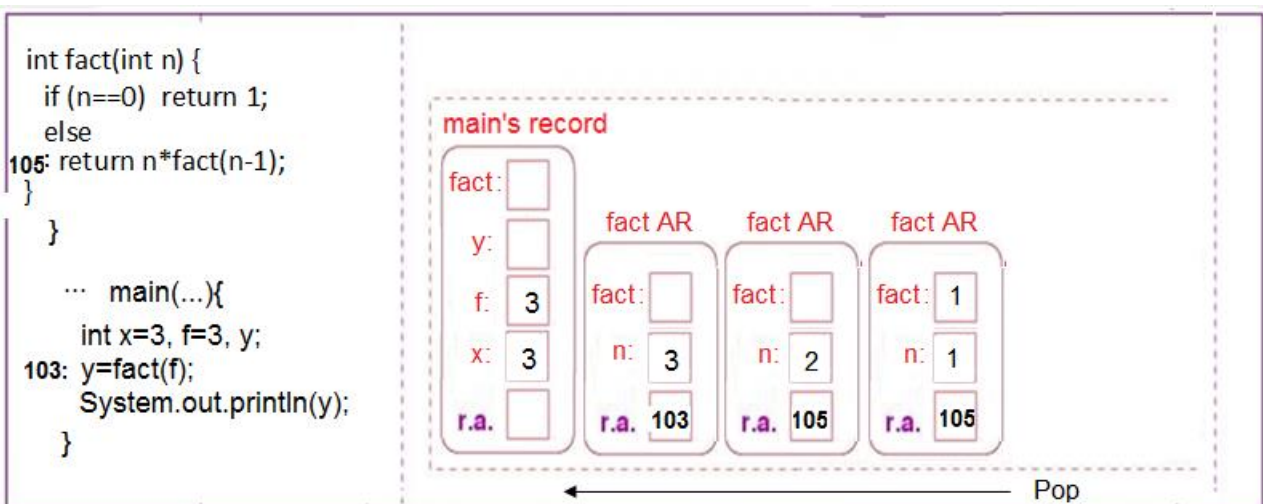 int fact(int n) {
if (n==0) return 1;
else
105: return n*fact(n-1);
}
}
... main(...){
int x=3, f=3, y;
103: y=fact(f);
System.out.println(y);
}
main's record
fact:
y:
f: 3
x: 3
r.a.
fact AR
fact:
n: 3
r.a. 103
fact AR
fact:
n: 2
r.a. 105
fact AR
fact: 1
n: 1
r.a. 105
Pop